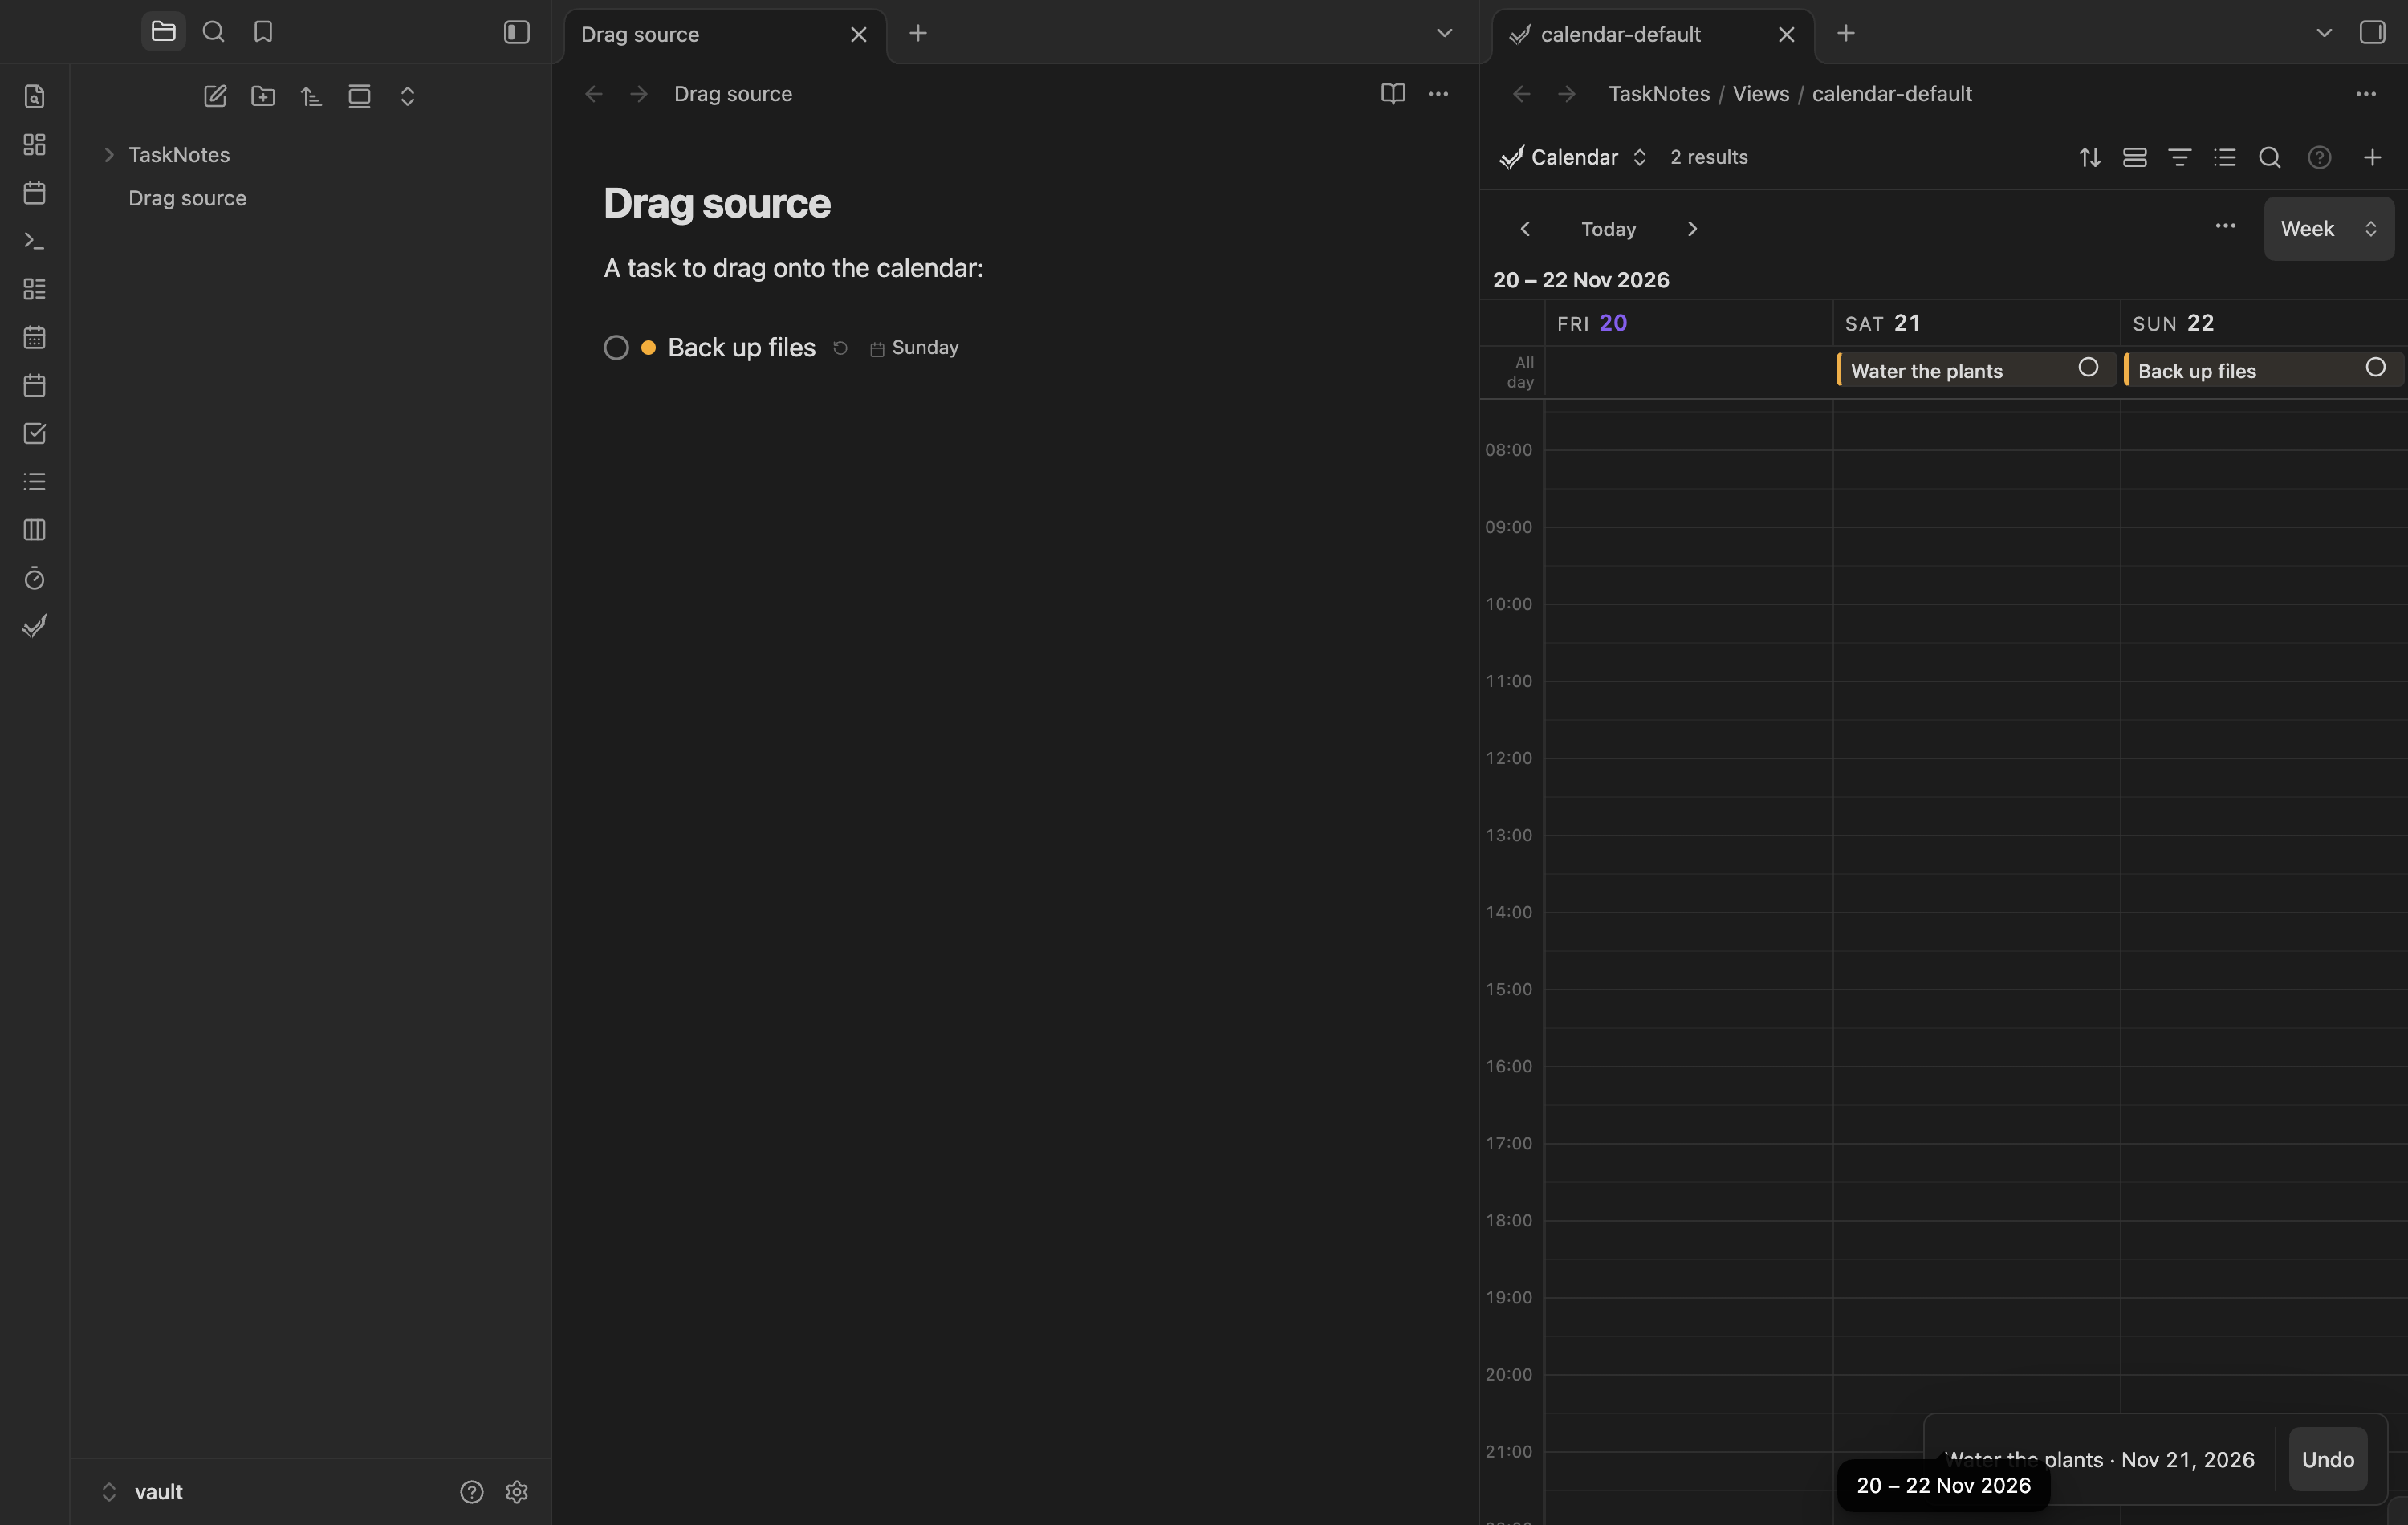 Drag source
calendar-default
Drag source
TaskNotes / Views / calendar-default
TaskNotes
Drag source
Drag source
A task to drag onto the calendar:
Back up files Sunday
Calendar 2 results
Today
Week
20 – 22 Nov 2026
FRI 20 SAT 21 SUN 22
All day
Water the plants
Back up files
08:00
09:00
10:00
11:00
12:00
13:00
14:00
15:00
16:00
17:00
18:00
19:00
20:00
21:00
Water the plants · Nov 21, 2026
Undo
20 – 22 Nov 2026
vault